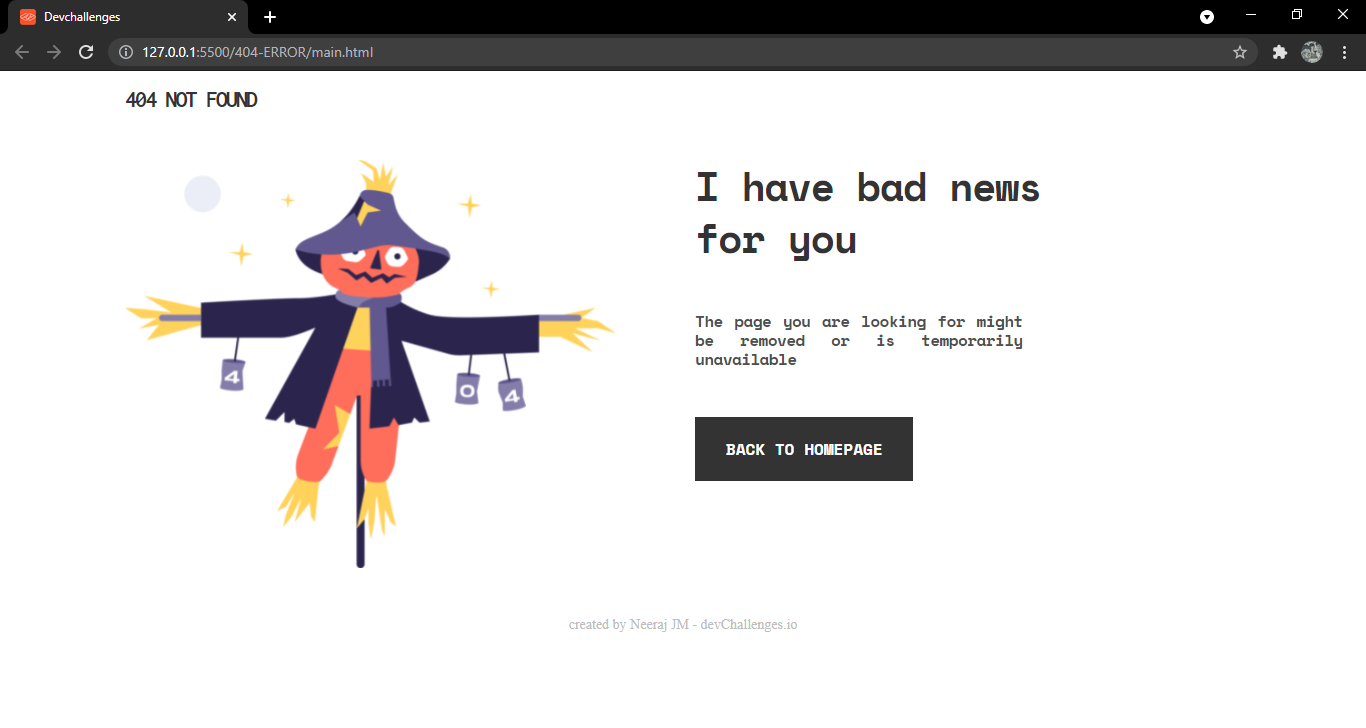 Devchallenges
127.0.0.1:5500/404-ERROR/main.html
404 NOT FOUND
I have bad news
for you
The page you are looking for might
be removed or is temporarily
unavailable
BACK TO HOMEPAGE
4
0
4
created by Neeraj JM - devChallenges.io